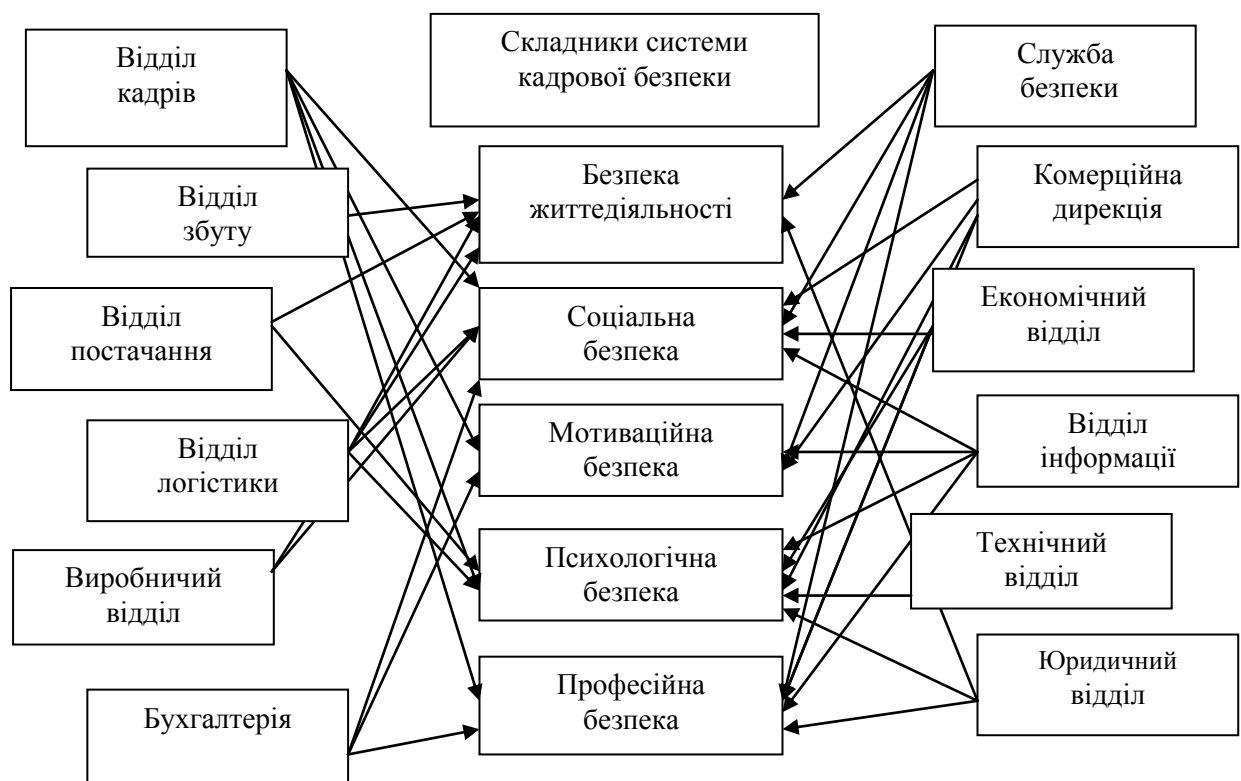 Відділ
кадрів
Складники системи
кадрової безпеки
Служба
безпеки
Відділ
збуту
Безпека
життедіяльності
Комерційна
дирекція
Відділ
постачання
Соціальна
безпека
Економічний
відділ
Відділ
логістики
Мотиваційна
безпека
Відділ
інформації
Виробничий
відділ
Психологічна
безпека
Технічний
відділ
Бухгалтерія
Професійна
безпека
Юридичний
відділ